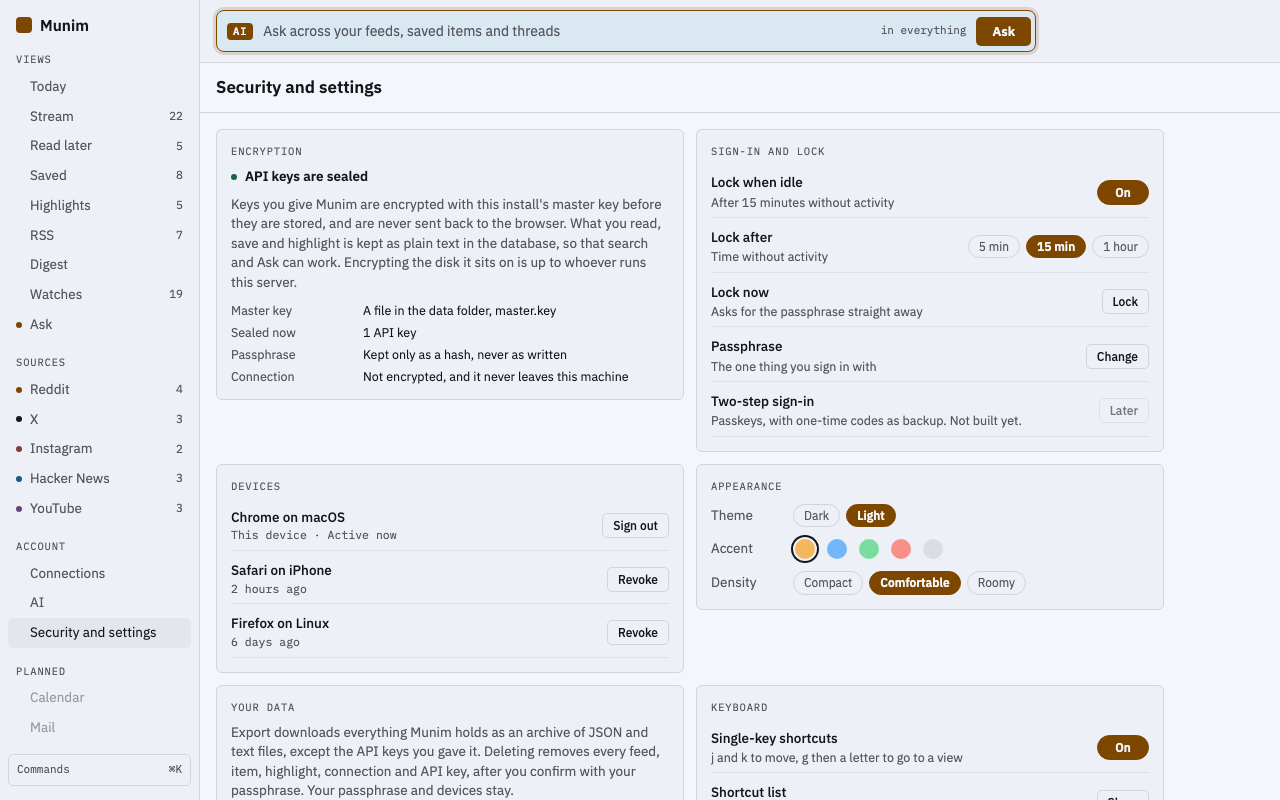 Munim
VIEWS
Today
Stream 22
Read later 5
Saved 8
Highlights 5
RSS 7
Digest
Watches 19
Ask
SOURCES
Reddit 4
X 3
Instagram 2
Hacker News 3
YouTube 3
ACCOUNT
Connections
AI
Security and settings
PLANNED
Calendar
Mail
Commands ⌘K
AI Ask across your feeds, saved items and threads in everything Ask
Security and settings
ENCRYPTION
API keys are sealed
Keys you give Munim are encrypted with this install's master key before
they are stored, and are never sent back to the browser. What you read,
save and highlight is kept as plain text in the database, so that search
and Ask can work. Encrypting the disk it sits on is up to whoever runs
this server.
Master key A file in the data folder, master.key
Sealed now 1 API key
Passphrase Kept only as a hash, never as written
Connection Not encrypted, and it never leaves this machine
SIGN-IN AND LOCK
Lock when idle On
After 15 minutes without activity
Lock after 5 min 15 min 1 hour
Time without activity
Lock now Lock
Asks for the passphrase straight away
Passphrase Change
The one thing you sign in with
Two-step sign-in Later
Passkeys, with one-time codes as backup. Not built yet.
DEVICES
Chrome on macOS Sign out
This device · Active now
Safari on iPhone Revoke
2 hours ago
Firefox on Linux Revoke
6 days ago
APPEARANCE
Theme Dark Light
Accent
Density Compact Comfortable Roomy
YOUR DATA
Export downloads everything Munim holds as an archive of JSON and
text files, except the API keys you gave it. Deleting removes every feed,
item, highlight, connection and API key, after you confirm with your
passphrase. Your passphrase and devices stay.
KEYBOARD
Single-key shortcuts On
j and k to move, g then a letter to go to a view
Shortcut list